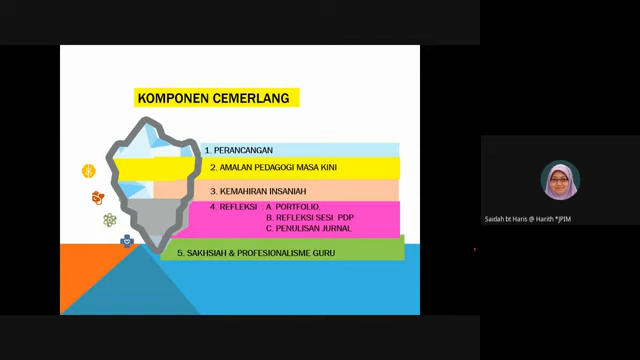 KOMPONEN CEMERLANG
1. PERANCANGAN
2. AMALAN PEDAGOGI MASA KINI
3. KEMAHIRAN INSANIAH
4. REFLEKSI : A. PORTFOLIO,
B. REFLEKSI SESI PDP
C. PENULISAN JURNAL
5. SAKHSIAH & PROFESIONALISME GURU
Saidah bt Haris @ Harith *JPIM